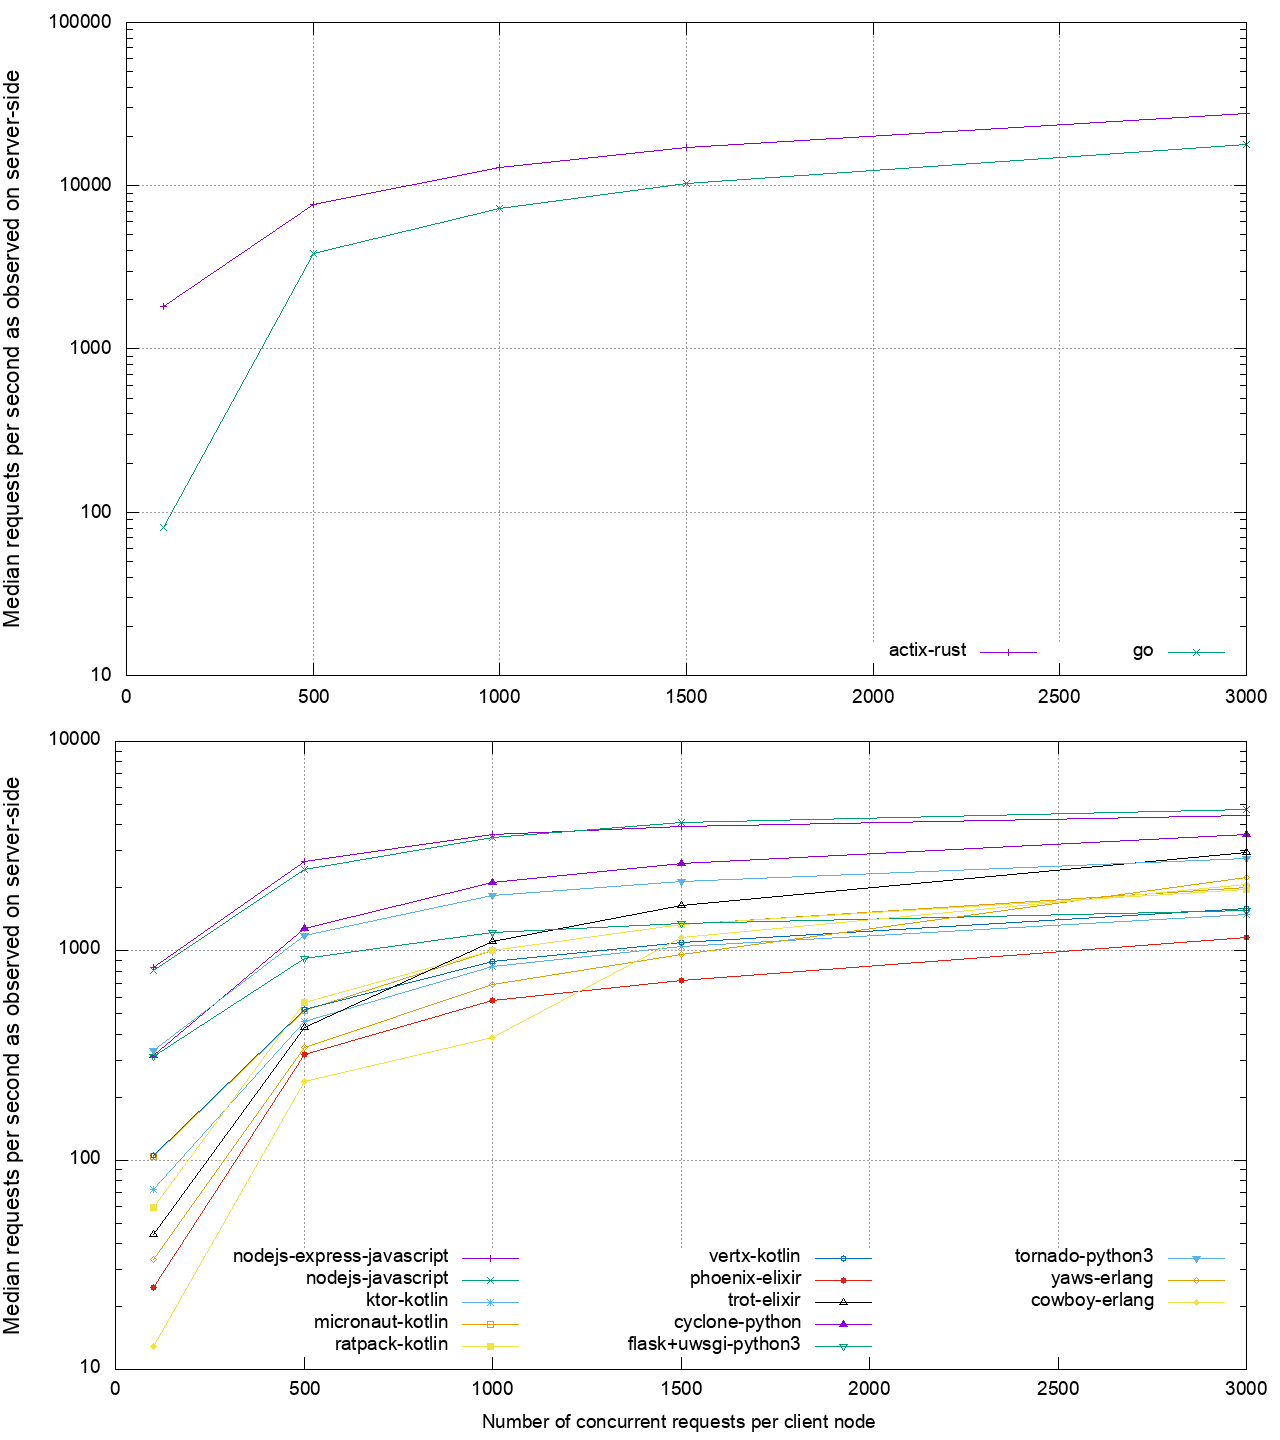 Median requests per second as observed on server-side
100000
10000
1000
100
10
actix-rust
go
0 500 1000 1500 2000 2500 3000
Median requests per second as observed on server-side
10000
1000
100
10
nodejs-express-javascript
nodejs-javascript
ktor-kotlin
micronaut-kotlin
ratpack-kotlin
vertx-kotlin
phoenix-elixir
trot-elixir
cyclone-python
flask+uwsgi-python3
tornado-python3
yaws-erlang
cowboy-erlang
0 500 1000 1500 2000 2500 3000
Number of concurrent requests per client node